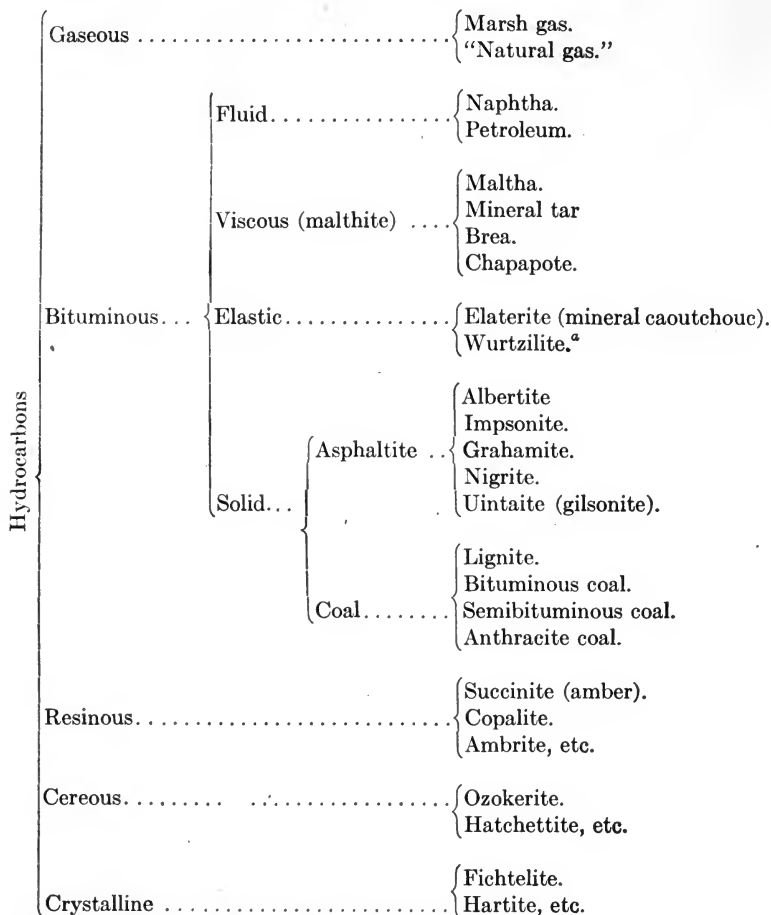 Hydrocarbons
Gaseous ........................... Marsh gas.
"Natural gas."
Fluid................ Naphtha.
Petroleum.
Viscous (malthite) .... Maltha.
Mineral tar
Brea.
Chapapote.
Bituminous... Elastic.............. Elaterite (mineral caoutchouc).
Wurtzilite.ᵃ
Solid... Asphaltite .. Albertite
Impsonite.
Grahamite.
Nigrite.
Uintaite (gilsonite).
Coal........ Lignite.
Bituminous coal.
Semibituminous coal.
Anthracite coal.
Resinous........................... Succinite (amber).
Copalite.
Ambrite, etc.
Cereous........ .................. Ozokerite.
Hatchettite, etc.
Crystalline ........................ Fichtelite.
Hartite, etc.